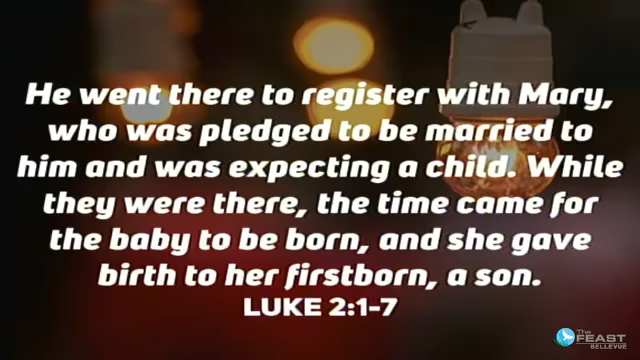 He went there to register with Mary,
who was pledged to be married to
him and was expecting a child. While
they were there, the time came for
the baby to be born, and she gave
birth to her firstborn, a son.
LUKE 2:1-7
The
FEAST
BELLEVUE